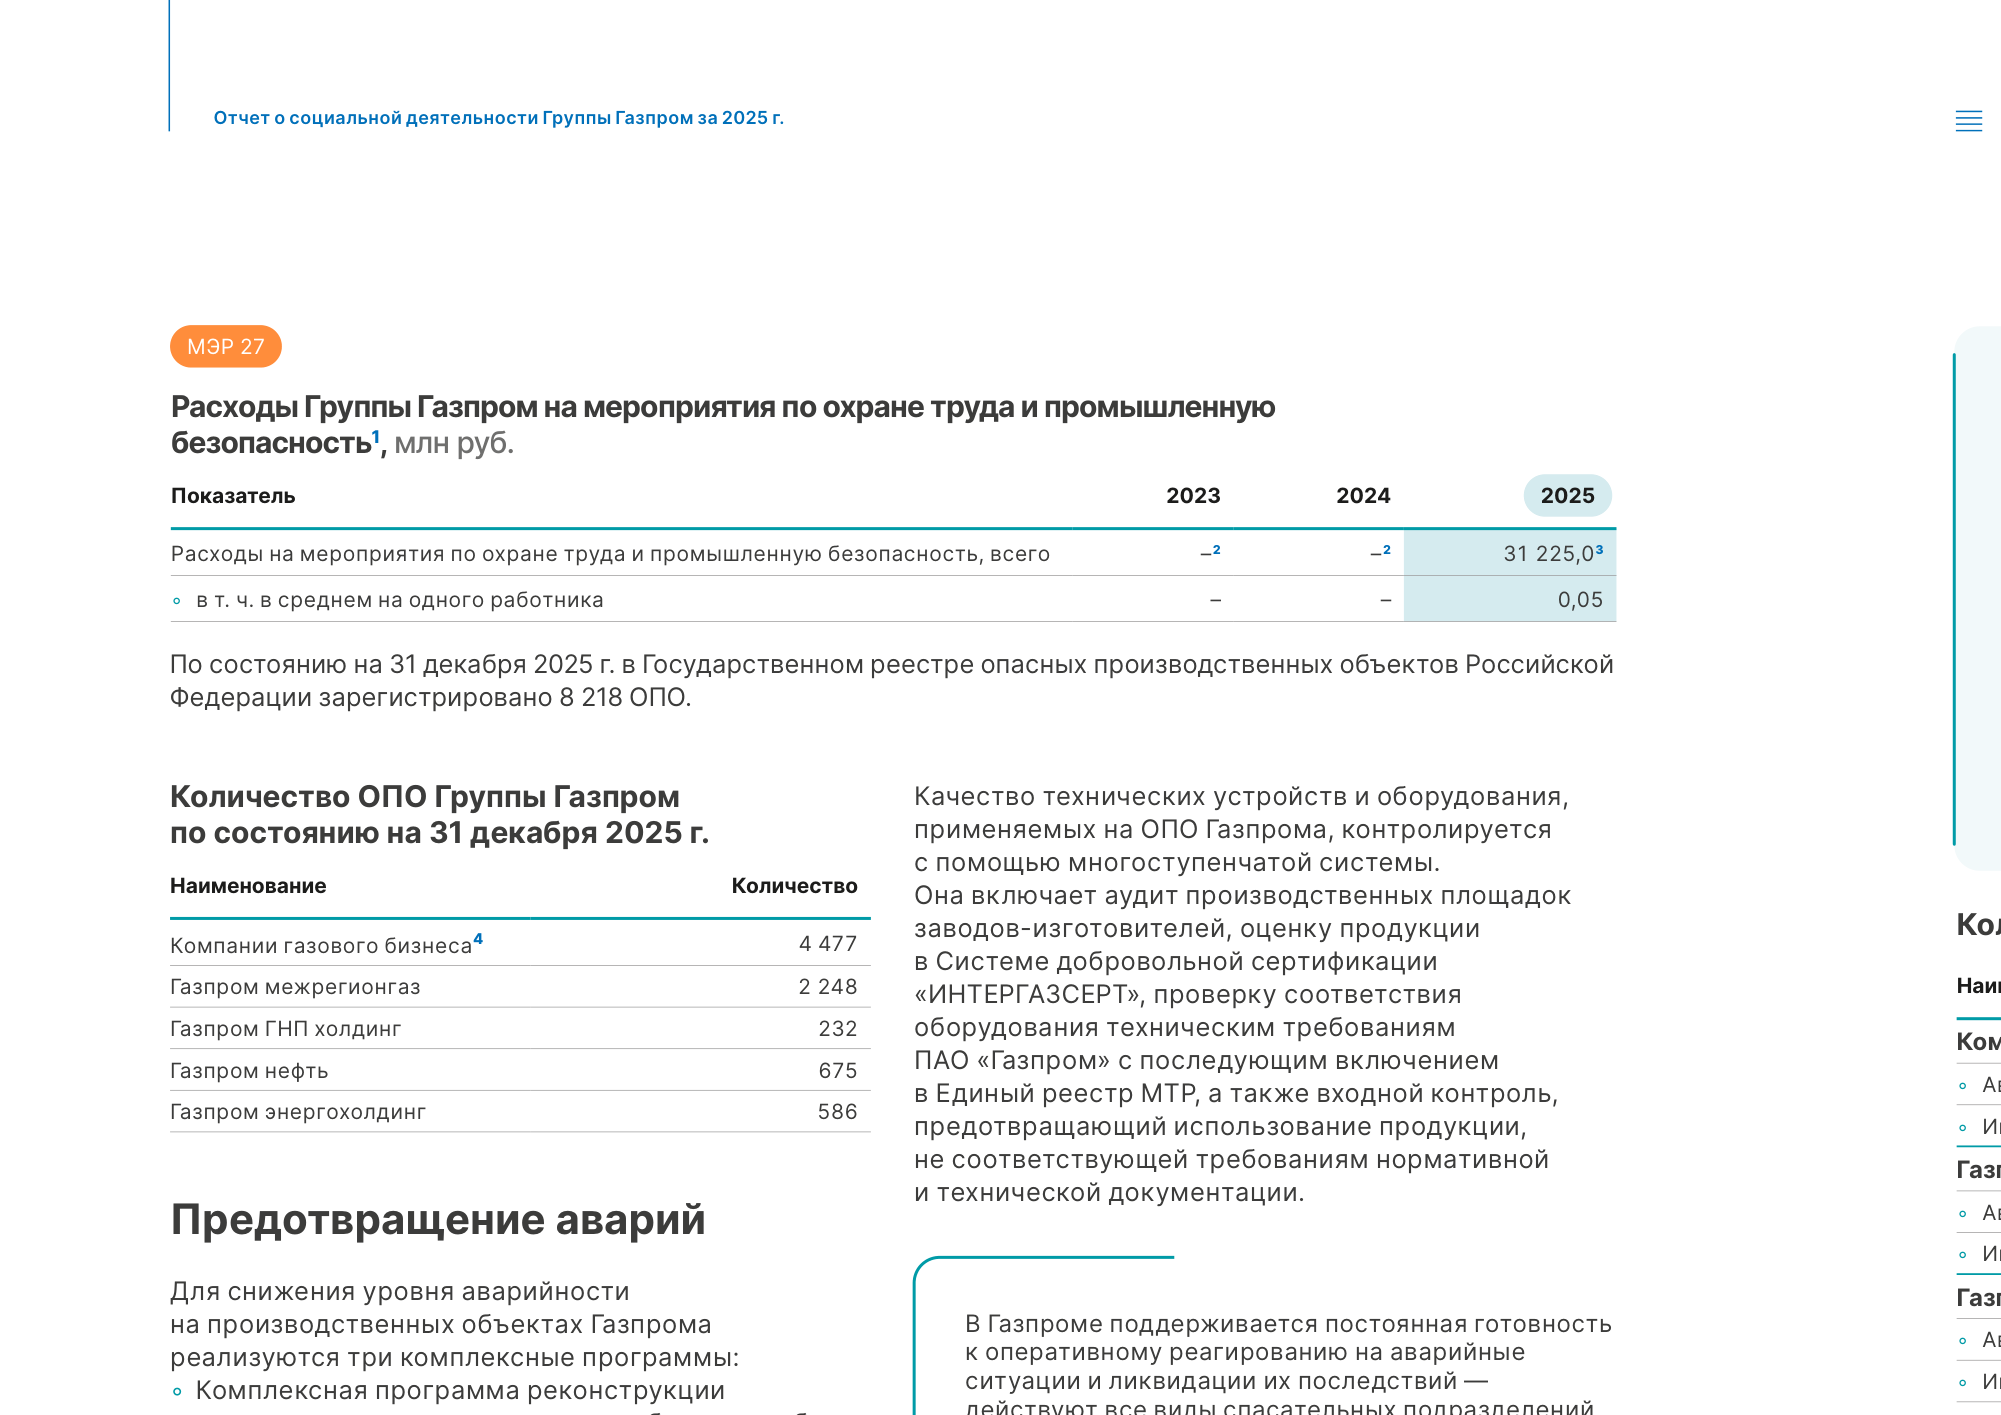 Отчет о социальной деятельности Группы Газпром за 2025 г.
МЭР 27
Расходы Группы Газпром на мероприятия по охране труда и промышленную
безопасность¹, млн руб.
Показатель 2023 2024 2025
Расходы на мероприятия по охране труда и промышленную безопасность, всего –² –² 31 225,0³
в т. ч. в среднем на одного работника – – 0,05
По состоянию на 31 декабря 2025 г. в Государственном реестре опасных производственных объектов Российской
Федерации зарегистрировано 8 218 ОПО.
Количество ОПО Группы Газпром
по состоянию на 31 декабря 2025 г.
Наименование Количество
Компании газового бизнеса⁴ 4 477
Газпром межрегионгаз 2 248
Газпром ГНП холдинг 232
Газпром нефть 675
Газпром энергохолдинг 586
Предотвращение аварий
Для снижения уровня аварийности
на производственных объектах Газпрома
реализуются три комплексные программы:
Комплексная программа реконструкции
Качество технических устройств и оборудования,
применяемых на ОПО Газпрома, контролируется
с помощью многоступенчатой системы.
Она включает аудит производственных площадок
заводов-изготовителей, оценку продукции
в Системе добровольной сертификации
«ИНТЕРГАЗСЕРТ», проверку соответствия
оборудования техническим требованиям
ПАО «Газпром» с последующим включением
в Единый реестр МТР, а также входной контроль,
предотвращающий использование продукции,
не соответствующей требованиям нормативной
и технической документации.
В Газпроме поддерживается постоянная готовность
к оперативному реагированию на аварийные
ситуации и ликвидации их последствий —
действуют все виды спасательных подразделений